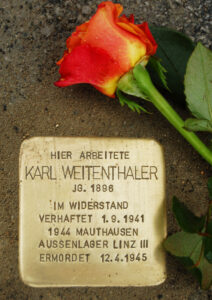 HIER ARBEITETE
KARL WEITENTHALER
JG. 1896
IM WIDERSTAND
VERHAFTET 1.9.1941
1944 MAUTHAUSEN
AUSSENLAGER LINZ III
ERMORDET 12.4.1945